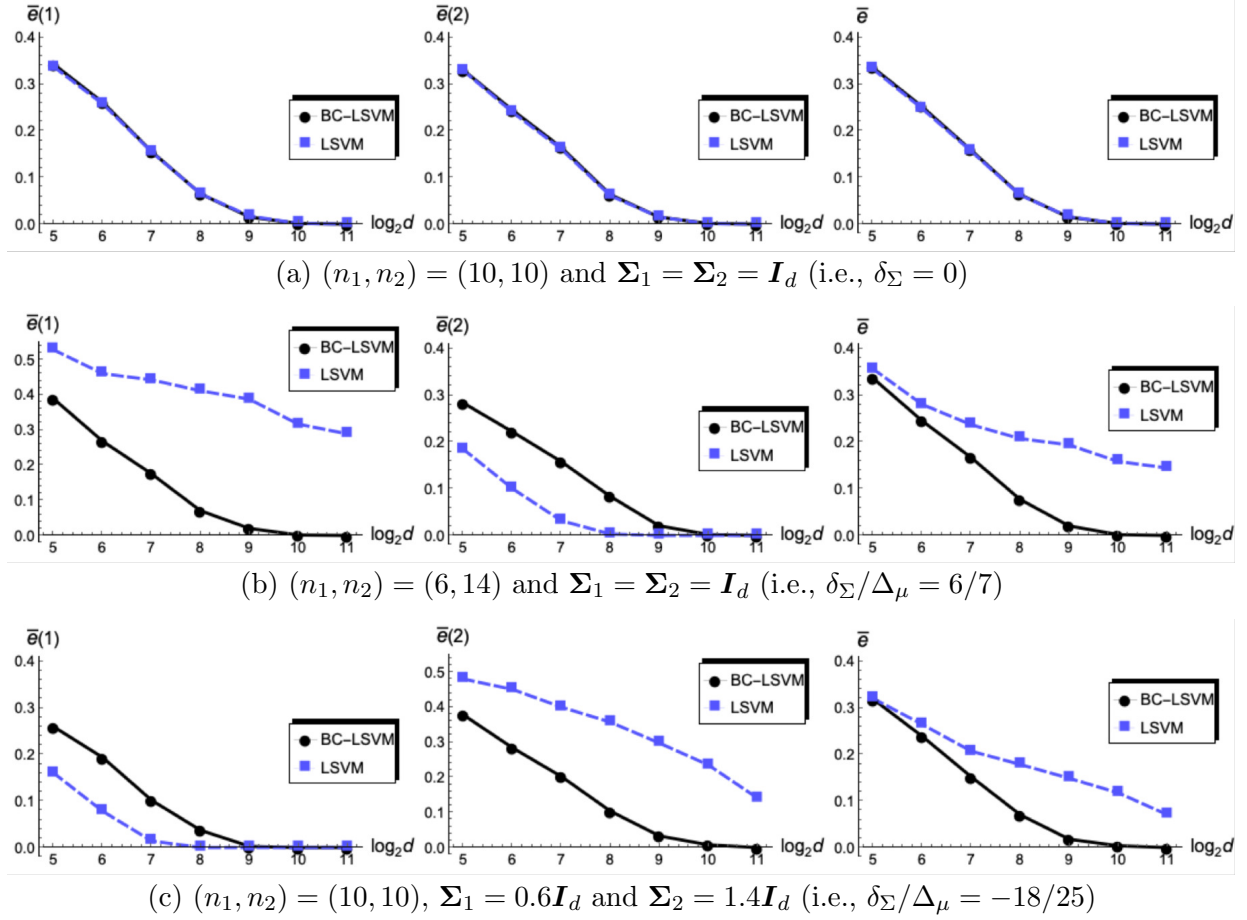 e̅(1)
0.4
0.3
0.2
0.1
0.0
5 6 7 8 9 10 11
log₂d
BC–LSVM
LSVM
e̅(2)
0.4
0.3
0.2
0.1
0.0
5 6 7 8 9 10 11
log₂d
BC–LSVM
LSVM
e̅
0.4
0.3
0.2
0.1
0.0
5 6 7 8 9 10 11
log₂d
BC–LSVM
LSVM
(a) (n₁, n₂) = (10, 10) and Σ₁ = Σ₂ = I_d (i.e., δ_Σ = 0)
e̅(1)
0.5
0.4
0.3
0.2
0.1
0.0
5 6 7 8 9 10 11
log₂d
BC–LSVM
LSVM
e̅(2)
0.4
0.3
0.2
0.1
0.0
5 6 7 8 9 10 11
log₂d
BC–LSVM
LSVM
e̅
0.4
0.3
0.2
0.1
0.0
5 6 7 8 9 10 11
log₂d
BC–LSVM
LSVM
(b) (n₁, n₂) = (6, 14) and Σ₁ = Σ₂ = I_d (i.e., δ_Σ/Δ_μ = 6/7)
e̅(1)
0.4
0.3
0.2
0.1
0.0
5 6 7 8 9 10 11
log₂d
BC–LSVM
LSVM
e̅(2)
0.5
0.4
0.3
0.2
0.1
0.0
5 6 7 8 9 10 11
log₂d
BC–LSVM
LSVM
e̅
0.4
0.3
0.2
0.1
0.0
5 6 7 8 9 10 11
log₂d
BC–LSVM
LSVM
(c) (n₁, n₂) = (10, 10), Σ₁ = 0.6I_d and Σ₂ = 1.4I_d (i.e., δ_Σ/Δ_μ = −18/25)